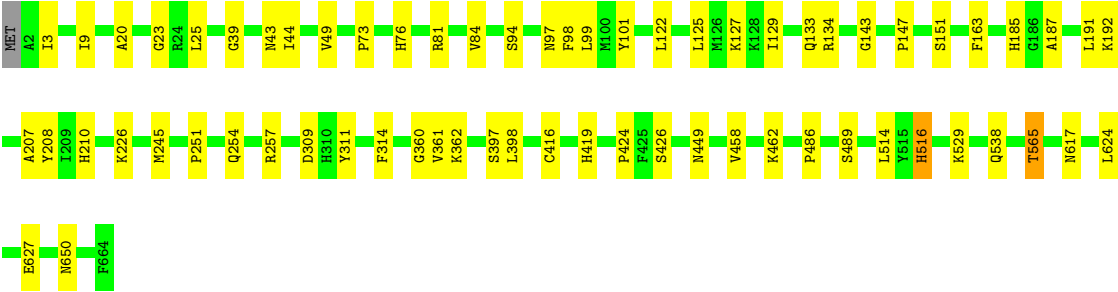 MET A2 I3 I9 A20 G23 R24 L25 G39 N43 I44 V49 P73 H76 R81 V84 S94 N97 F98 L99 M100 Y101 L122 L125 M126 K127 K128 I129 Q133 R134 G143 P147 S151 F163 H185 G186 A187 L191 K192
A207 Y208 I209 H210 K226 M245 P251 Q254 R257 D309 H310 Y311 F314 G360 V361 K362 S397 L398 C416 H419 P424 F425 S426 N449 V458 K462 P486 S489 L514 Y515 H516 K529 Q538 T565 N617 L624
E627 N650 F664